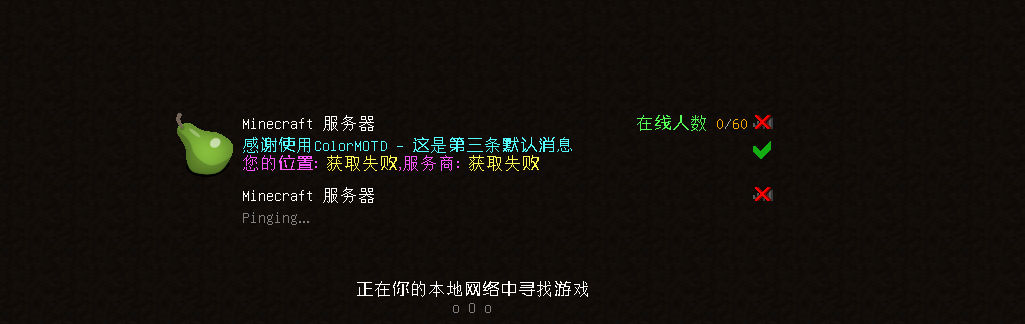 Minecraft 服务器 在线人数 0/60
感谢使用ColorMOTD - 这是第三条默认消息
您的位置: 获取失败,服务商: 获取失败
Minecraft 服务器
Pinging...
正在你的本地网络中寻找游戏
o O o